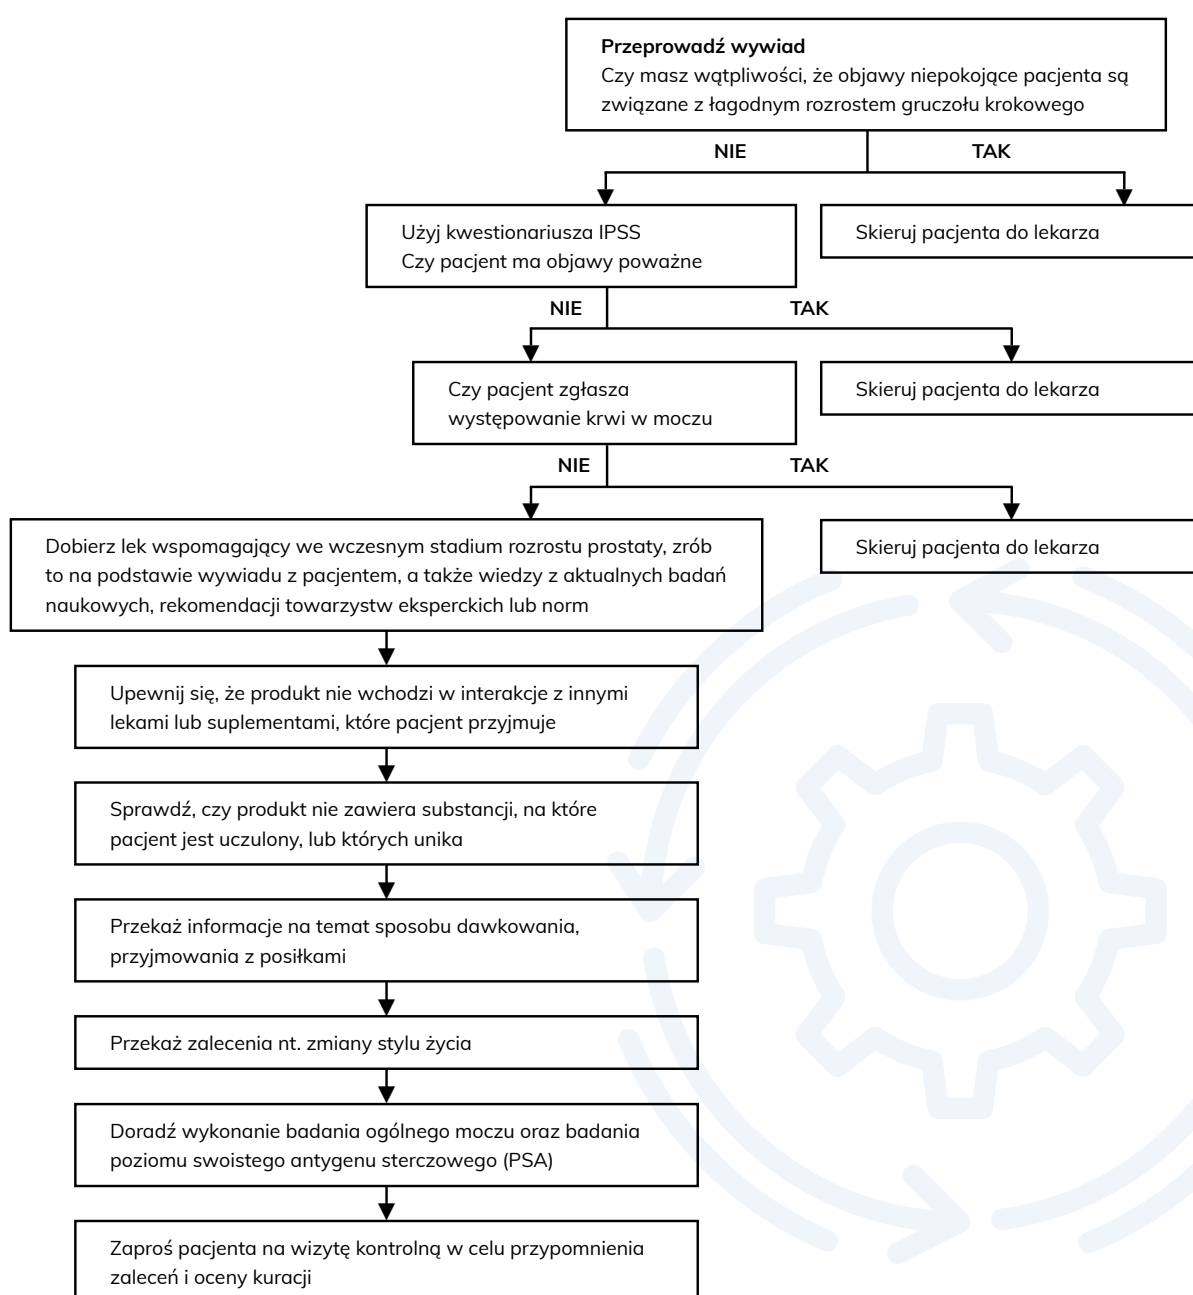 Przeprowadź wywiad
Czy masz wątpliwości, że objawy niepokojące pacjenta są
związane z łagodnym rozrostem gruczołu krokowego
NIE
TAK
Użyj kwestionariusza IPSS
Czy pacjent ma objawy poważne
Skieruj pacjenta do lekarza
NIE
TAK
Czy pacjent zgłasza
występowanie krwi w moczu
Skieruj pacjenta do lekarza
NIE
TAK
Dobierz lek wspomagający we wczesnym stadium rozrostu prostaty, zrób
to na podstawie wywiadu z pacjentem, a także wiedzy z aktualnych badań
naukowych, rekomendacji towarzystw eksperckich lub norm
Skieruj pacjenta do lekarza
Upewnij się, że produkt nie wchodzi w interakcje z innymi
lekami lub suplementami, które pacjent przyjmuje
Sprawdź, czy produkt nie zawiera substancji, na które
pacjent jest uczulony, lub których unika
Przekaż informacje na temat sposobu dawkowania,
przyjmowania z posiłkami
Przekaż zalecenia nt. zmiany stylu życia
Doradź wykonanie badania ogólnego moczu oraz badania
poziomu swoistego antygenu sterczowego (PSA)
Zaproś pacjenta na wizytę kontrolną w celu przypomnienia
zaleceń i oceny kuracji